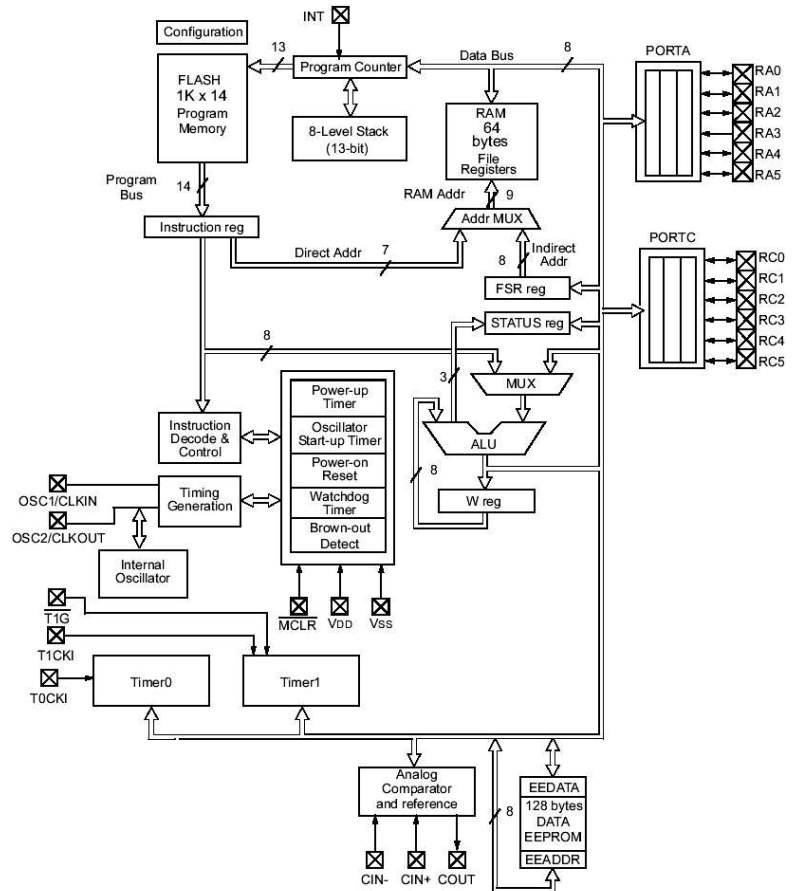 INT
Configuration
13
Program Counter
Data Bus
8
PORTA
FLASH
1K x 14
Program
Memory
8-Level Stack
(13-bit)
RAM
64
bytes
File
Registers
RA0
RA1
RA2
RA3
RA4
RA5
Program
Bus
14
RAM Addr
9
Addr MUX
Instruction reg
Direct Addr
7
8
Indirect
Addr
FSR reg
STATUS reg
PORTC
RC0
RC1
RC2
RC3
RC4
RC5
8
3
MUX
Power-up
Timer
Instruction
Decode &
Control
Oscillator
Start-up Timer
ALU
8
Power-on
Reset
OSC1/CLKIN
Timing
Generation
Watchdog
Timer
W reg
OSC2/CLKOUT
Brown-out
Detect
Internal
Oscillator
T1G
MCLR
VDD
VSS
T1CKI
T0CKI
Timer0
Timer1
Analog
Comparator
and reference
8
EEDATA
128 bytes
DATA
EEPROM
EEADDR
CIN-
CIN+
COUT